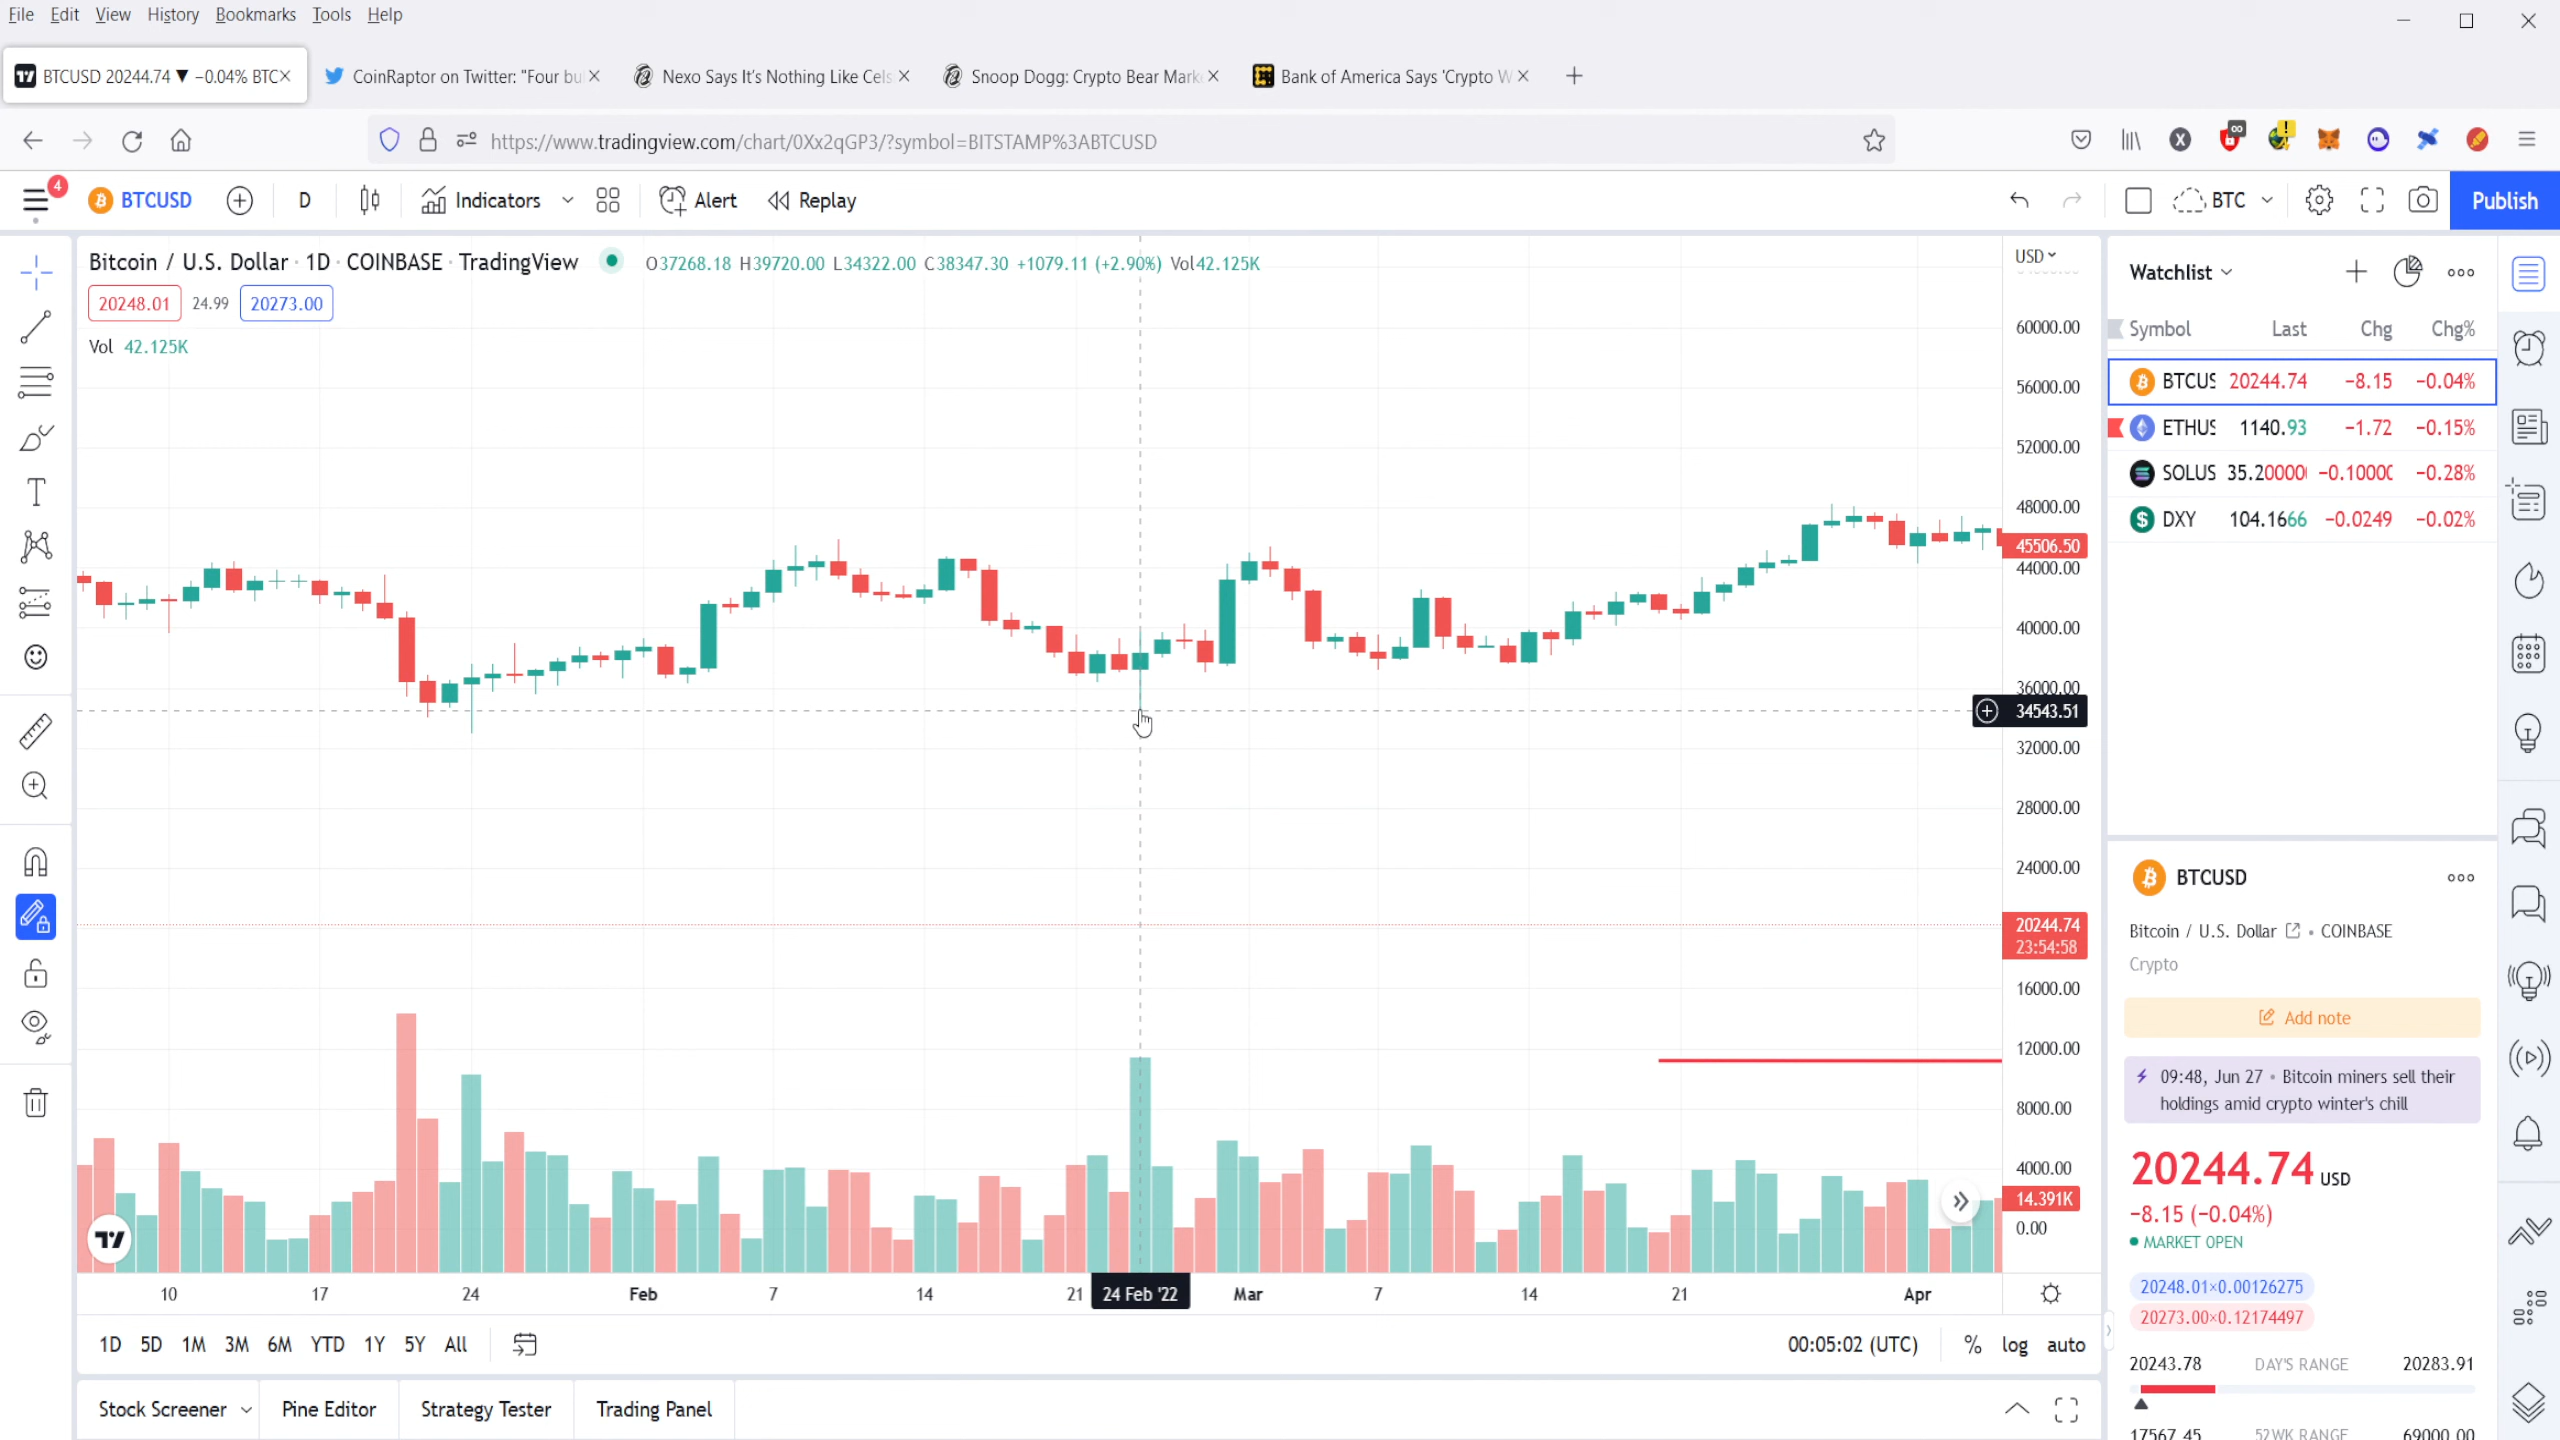 File Edit View History Bookmarks Tools Help
BTCUSD 20244.74 ▼ −0.04% BTC
CoinRaptor on Twitter: "Four bu
Nexo Says It's Nothing Like Cels
Snoop Dogg: Crypto Bear Mark
Bank of America Says 'Crypto W
https://www.tradingview.com/chart/0Xx2qGP3/?symbol=BITSTAMP%3ABTCUSD
4
BTCUSD D Indicators Alert Replay BTC Publish
Bitcoin / U.S. Dollar · 1D · COINBASE · TradingView O37268.18 H39720.00 L34322.00 C38347.30 +1079.11 (+2.90%) Vol42.125K
20248.01 24.99 20273.00
Vol 42.125K
USD
60000.00
56000.00
52000.00
48000.00
45506.50
44000.00
40000.00
36000.00
34543.51
32000.00
28000.00
24000.00
20244.74
23:54:58
16000.00
12000.00
8000.00
4000.00
14.391K
0.00
10 17 24 Feb 7 14 21 24 Feb '22 Mar 7 14 21 Apr
1D 5D 1M 3M 6M YTD 1Y 5Y All 00:05:02 (UTC) % log auto
Stock Screener Pine Editor Strategy Tester Trading Panel
Watchlist
Symbol Last Chg Chg%
BTCUS 20244.74 −8.15 −0.04%
ETHUS 1140.93 −1.72 −0.15%
SOLUS 35.20000 −0.1000 −0.28%
DXY 104.1666 −0.0249 −0.02%
BTCUSD
Bitcoin / U.S. Dollar • COINBASE
Crypto
Add note
09:48, Jun 27 • Bitcoin miners sell their
holdings amid crypto winter's chill
20244.74 USD
−8.15 (−0.04%)
MARKET OPEN
20248.01×0.00126275
20273.00×0.12174497
20243.78 DAY'S RANGE 20283.91
17567.45 52WK RANGE 69000.00